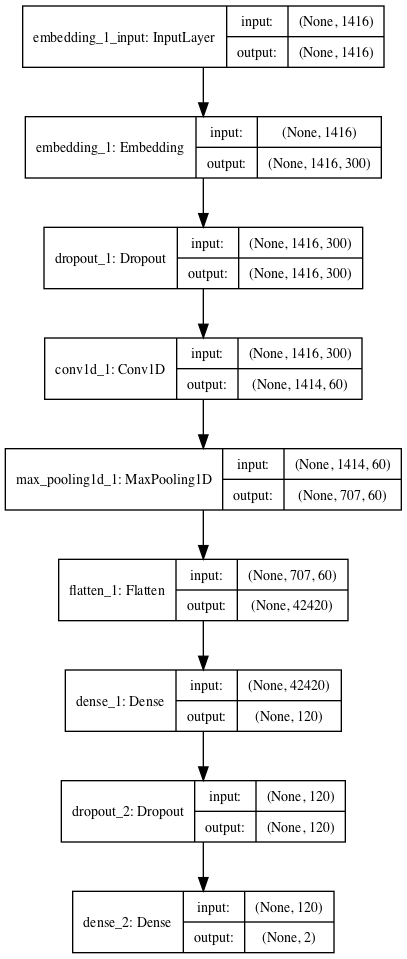 embedding_1_input: InputLayer
input: (None, 1416)
output: (None, 1416)
embedding_1: Embedding
input: (None, 1416)
output: (None, 1416, 300)
dropout_1: Dropout
input: (None, 1416, 300)
output: (None, 1416, 300)
conv1d_1: Conv1D
input: (None, 1416, 300)
output: (None, 1414, 60)
max_pooling1d_1: MaxPooling1D
input: (None, 1414, 60)
output: (None, 707, 60)
flatten_1: Flatten
input: (None, 707, 60)
output: (None, 42420)
dense_1: Dense
input: (None, 42420)
output: (None, 120)
dropout_2: Dropout
input: (None, 120)
output: (None, 120)
dense_2: Dense
input: (None, 120)
output: (None, 2)